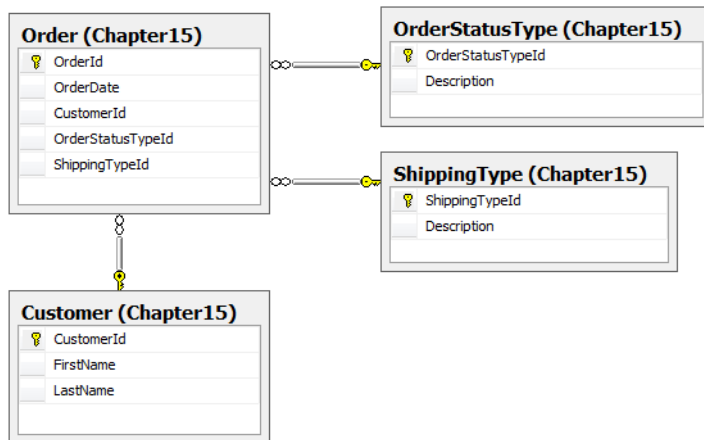 Order (Chapter15)
OrderId
OrderDate
CustomerId
OrderStatusTypeId
ShippingTypeId
OrderStatusType (Chapter15)
OrderStatusTypeId
Description
ShippingType (Chapter15)
ShippingTypeId
Description
Customer (Chapter15)
CustomerId
FirstName
LastName